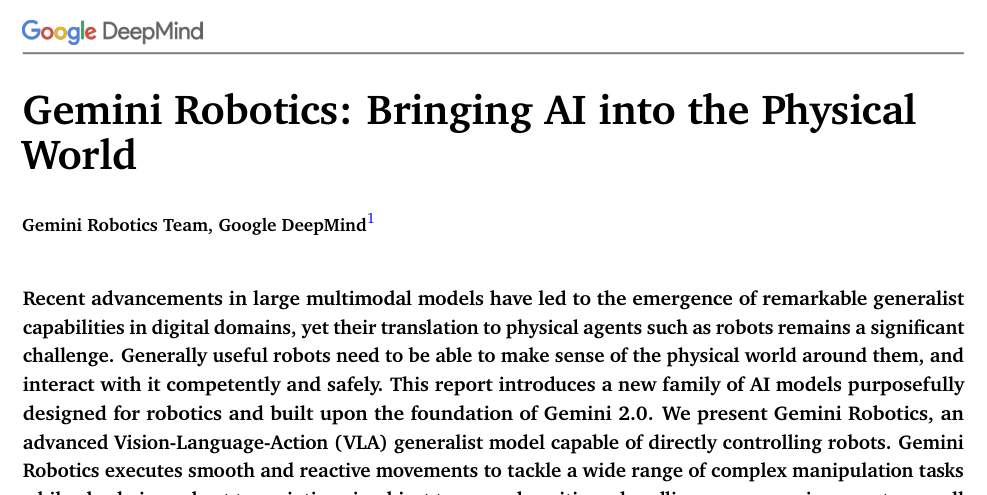 Google DeepMind
Gemini Robotics: Bringing AI into the Physical
World
Gemini Robotics Team, Google DeepMind1
Recent advancements in large multimodal models have led to the emergence of remarkable generalist
capabilities in digital domains, yet their translation to physical agents such as robots remains a significant
challenge. Generally useful robots need to be able to make sense of the physical world around them, and
interact with it competently and safely. This report introduces a new family of AI models purposefully
designed for robotics and built upon the foundation of Gemini 2.0. We present Gemini Robotics, an
advanced Vision-Language-Action (VLA) generalist model capable of directly controlling robots. Gemini
Robotics executes smooth and reactive movements to tackle a wide range of complex manipulation tasks